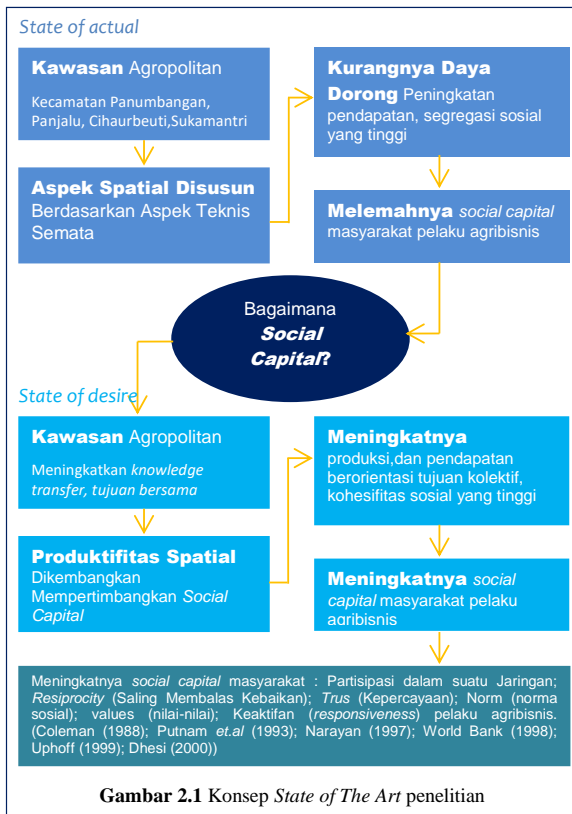 State of actual
Kawasan Agropolitan
Kecamatan Panumbangan,
Panjalu, Cihaurbeuti,Sukamantri
Aspek Spatial Disusun
Berdasarkan Aspek Teknis
Semata
Kurangnya Daya
Dorong Peningkatan
pendapatan, segregasi sosial
yang tinggi
Melemahnya social capital
masyarakat pelaku agribisnis
Bagaimana
Social
Capital?
State of desire
Kawasan Agropolitan
Meningkatkan knowledge
transfer, tujuan bersama
Produktifitas Spatial
Dikembangkan
Mempertimbangkan Social
Capital
Meningkatnya
produksi,dan pendapatan
berorientasi tujuan kolektif,
kohesifitas sosial yang tinggi
Meningkatnya social
capital masyarakat pelaku
agribisnis
Meningkatnya social capital masyarakat : Partisipasi dalam suatu Jaringan;
Resiprocity (Saling Membalas Kebaikan); Trus (Kepercayaan); Norm (norma
sosial); values (nilai-nilai); Keaktifan (responsiveness) pelaku agribisnis.
(Coleman (1988); Putnam et.al (1993); Narayan (1997); World Bank (1998);
Uphoff (1999); Dhesi (2000))
Gambar 2.1 Konsep State of The Art penelitian